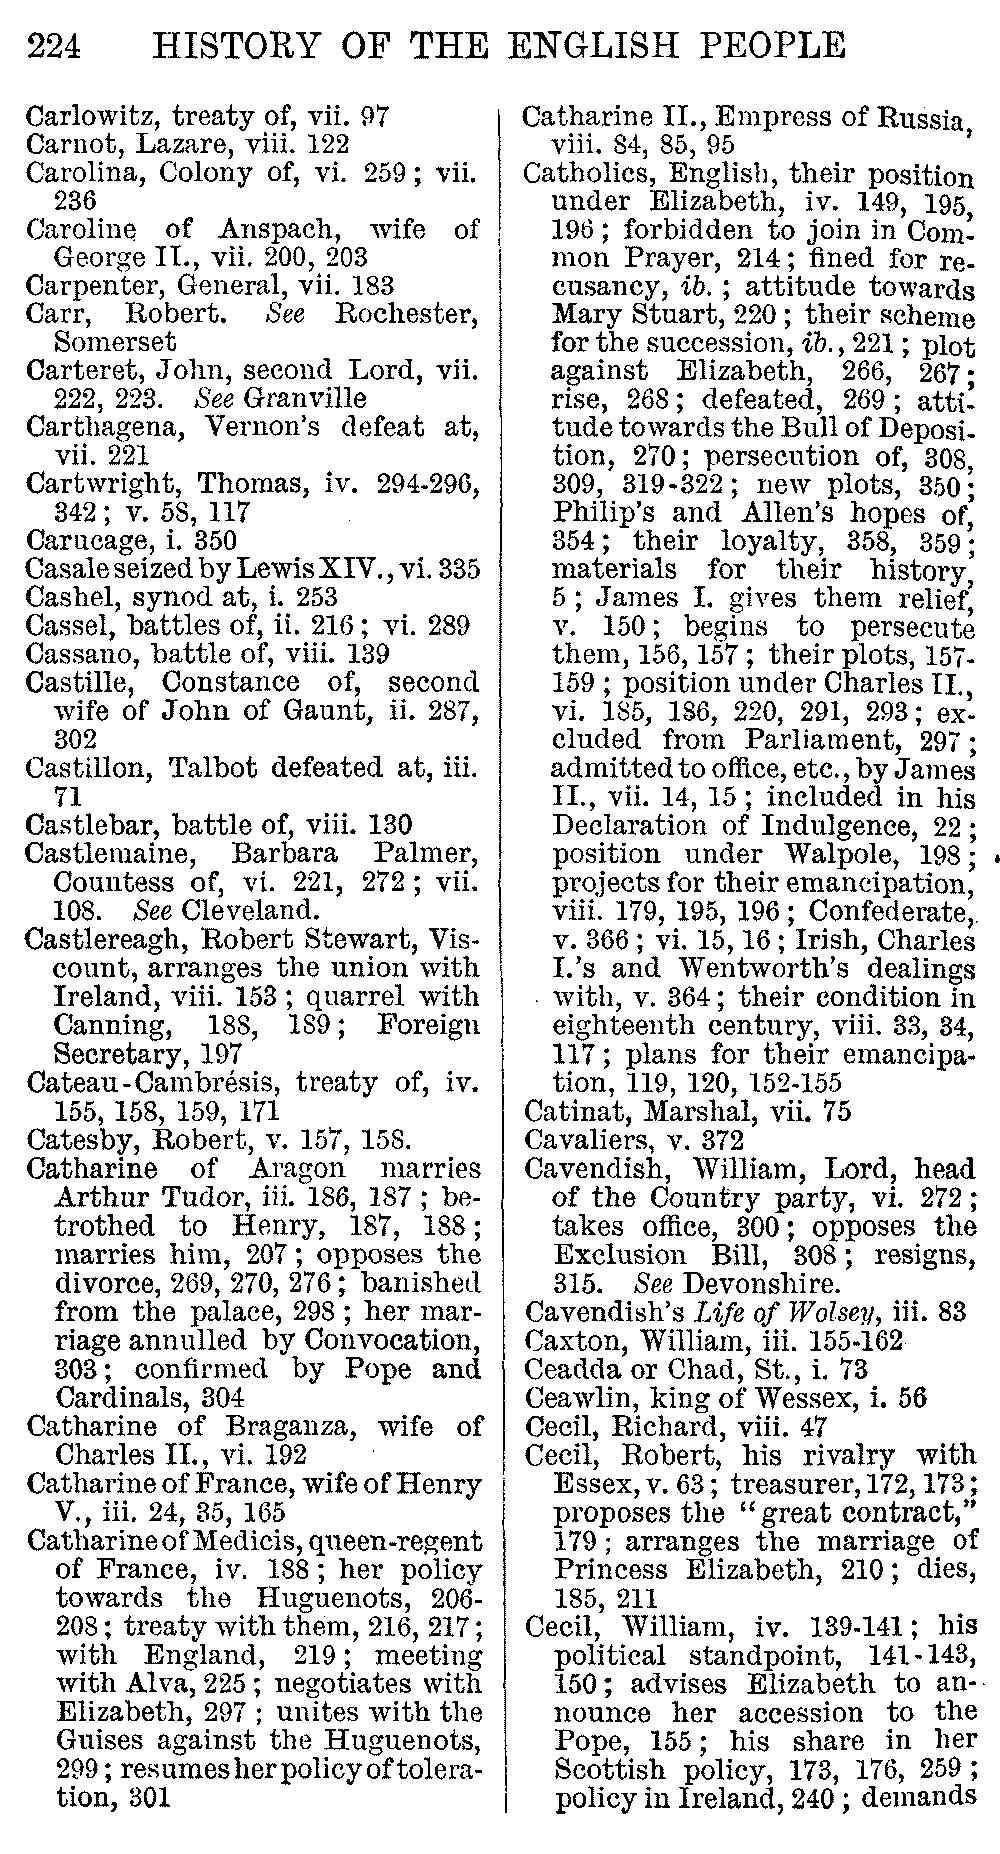 224 HISTORY OF THE ENGLISH PEOPLE
Carlowitz, treaty of, vii. 97
Carnot, Lazare, viii. 122
Carolina, Colony of, vi. 259; vii.
236
Caroline of Anspach, wife of
George II., vii. 200, 203
Carpenter, General, vii. 183
Carr, Robert. See Rochester,
Somerset
Carteret, John, second Lord, vii.
222, 223. See Granville
Carthagena, Vernon's defeat at,
vii. 221
Cartwright, Thomas, iv. 294-296,
342; v. 58, 117
Carucage, i. 350
Casale seized by Lewis XIV., vi. 335
Cashel, synod at, i. 253
Cassel, battles of, ii. 216; vi. 289
Cassano, battle of, viii. 139
Castille, Constance of, second
wife of John of Gaunt, ii. 287,
302
Castillon, Talbot defeated at, iii.
71
Castlebar, battle of, viii. 130
Castlemaine, Barbara Palmer,
Countess of, vi. 221, 272; vii.
108. See Cleveland.
Castlereagh, Robert Stewart, Vis-
count, arranges the union with
Ireland, viii. 153; quarrel with
Canning, 188, 189; Foreign
Secretary, 197
Cateau-Cambrésis, treaty of, iv.
155, 158, 159, 171
Catesby, Robert, v. 157, 158.
Catharine of Aragon marries
Arthur Tudor, iii. 186, 187; be-
trothed to Henry, 187, 188;
marries him, 207; opposes the
divorce, 269, 270, 276; banished
from the palace, 298; her mar-
riage annulled by Convocation,
303; confirmed by Pope and
Cardinals, 304
Catharine of Braganza, wife of
Charles II., vi. 192
Catharine of France, wife of Henry
V., iii. 24, 35, 165
Catharine of Medicis, queen-regent
of France, iv. 188; her policy
towards the Huguenots, 206-
208; treaty with them, 216, 217;
with England, 219; meeting
with Alva, 225; negotiates with
Elizabeth, 297; unites with the
Guises against the Huguenots,
299; resumes her policy of tolera-
tion, 301
Catharine II., Empress of Russia,
viii. 84, 85, 95
Catholics, English, their position
under Elizabeth, iv. 149, 195,
196; forbidden to join in Com-
mon Prayer, 214; fined for re-
cusancy, ib.; attitude towards
Mary Stuart, 220; their scheme
for the succession, ib., 221; plot
against Elizabeth, 266, 267;
rise, 268; defeated, 269; atti-
tude towards the Bull of Deposi-
tion, 270; persecution of, 308,
309, 319-322; new plots, 350;
Philip's and Allen's hopes of,
354; their loyalty, 358, 359;
materials for their history,
5; James I. gives them relief,
v. 150; begins to persecute
them, 156, 157; their plots, 157-
159; position under Charles II.,
vi. 185, 186, 220, 291, 293; ex-
cluded from Parliament, 297;
admitted to office, etc., by James
II., vii. 14, 15; included in his
Declaration of Indulgence, 22;
position under Walpole, 198;
projects for their emancipation,
viii. 179, 195, 196; Confederate,
v. 366; vi. 15, 16; Irish, Charles
I.'s and Wentworth's dealings
with, v. 364; their condition in
eighteenth century, viii. 33, 34,
117; plans for their emancipa-
tion, 119, 120, 152-155
Catinat, Marshal, vii. 75
Cavaliers, v. 372
Cavendish, William, Lord, head
of the Country party, vi. 272;
takes office, 300; opposes the
Exclusion Bill, 308; resigns,
315. See Devonshire.
Cavendish's Life of Wolsey, iii. 83
Caxton, William, iii. 155-162
Ceadda or Chad, St., i. 73
Ceawlin, king of Wessex, i. 56
Cecil, Richard, viii. 47
Cecil, Robert, his rivalry with
Essex, v. 63; treasurer, 172, 173;
proposes the "great contract,"
179; arranges the marriage of
Princess Elizabeth, 210; dies,
185, 211
Cecil, William, iv. 139-141; his
political standpoint, 141-143,
150; advises Elizabeth to an-
nounce her accession to the
Pope, 155; his share in her
Scottish policy, 173, 176, 259;
policy in Ireland, 240; demands